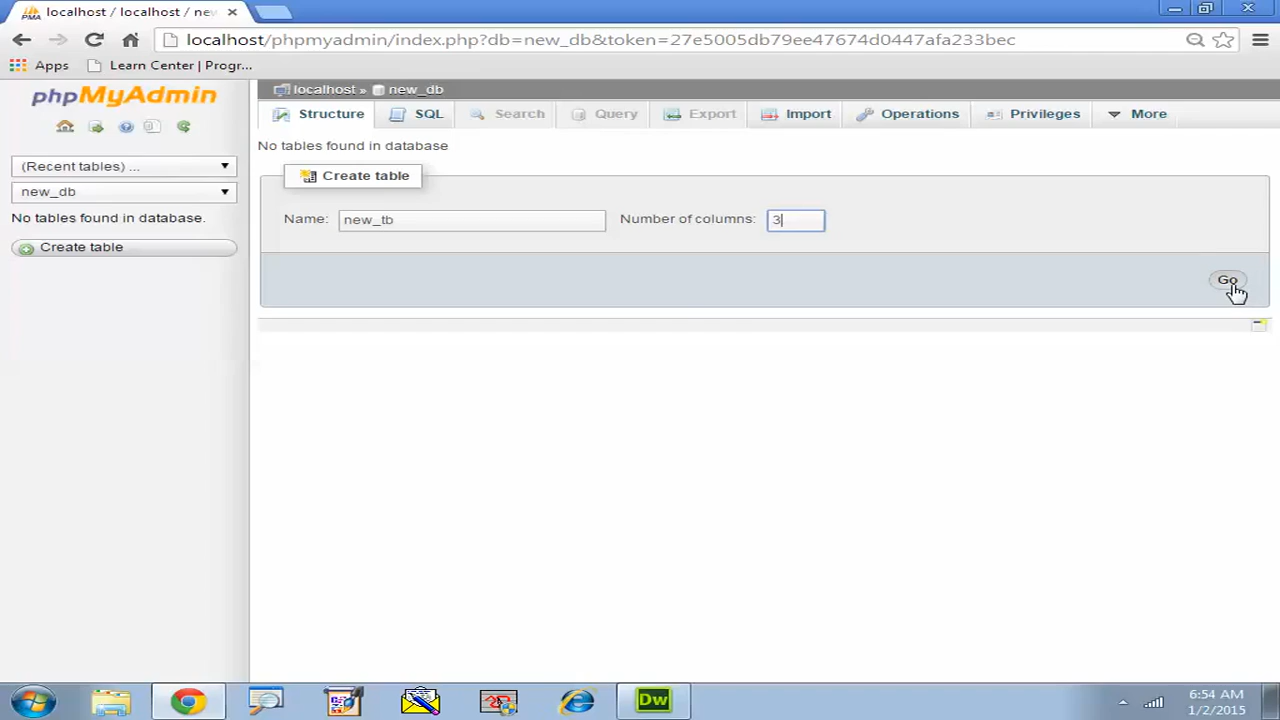 PMA localhost / localhost / nev ×
localhost/phpmyadmin/index.php?db=new_db&token=27e5005db79ee47674d0447afa233bec
Apps Learn Center | Progr...
phpMyAdmin
localhost » new_db
Structure SQL Search Query Export Import Operations Privileges More
No tables found in database
(Recent tables) ...
Create table
new_db
Name: new_tb Number of columns: 3
No tables found in database.
Create table
Go
Dw
6:54 AM
1/2/2015